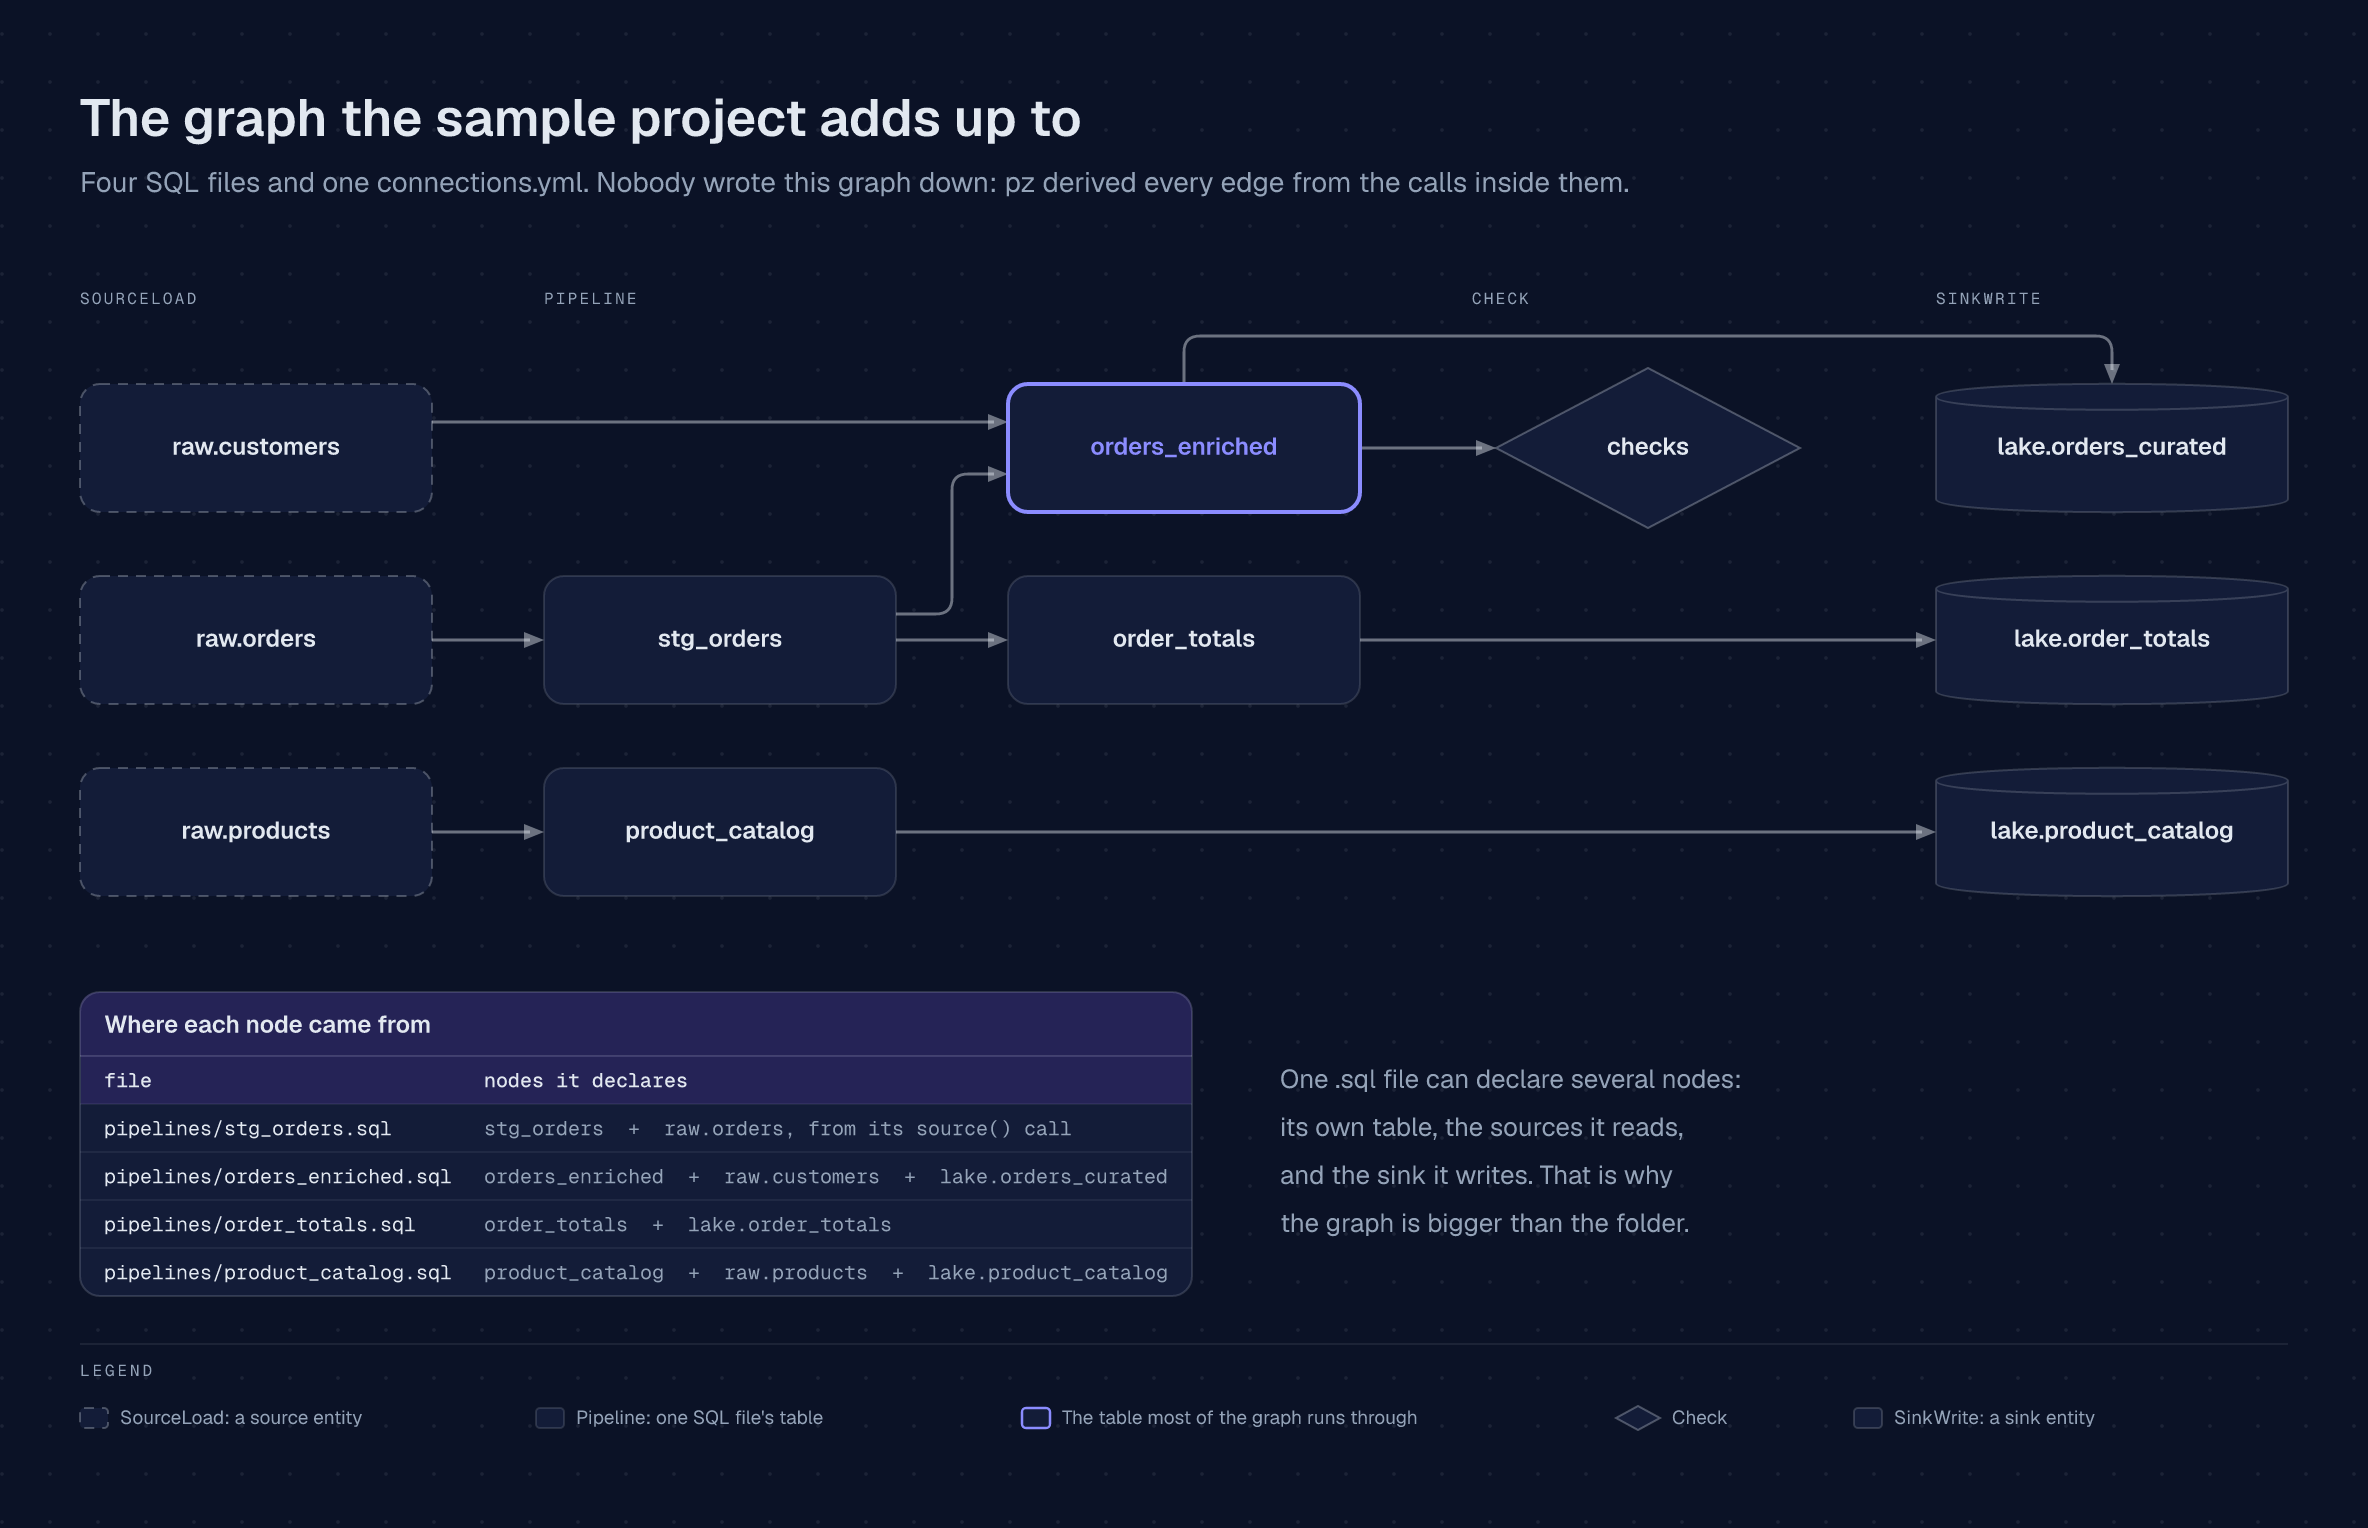 The graph the sample project adds up to
Four SQL files and one connections.yml. Nobody wrote this graph down: pz derived every edge from the calls inside them.
SOURCELOAD PIPELINE CHECK SINKWRITE
raw.customers orders_enriched checks lake.orders_curated
raw.orders stg_orders order_totals lake.order_totals
raw.products product_catalog lake.product_catalog
Where each node came from
file nodes it declares
pipelines/stg_orders.sql stg_orders + raw.orders, from its source() call
pipelines/orders_enriched.sql orders_enriched + raw.customers + lake.orders_curated
pipelines/order_totals.sql order_totals + lake.order_totals
pipelines/product_catalog.sql product_catalog + raw.products + lake.product_catalog
One .sql file can declare several nodes:
its own table, the sources it reads,
and the sink it writes. That is why
the graph is bigger than the folder.
LEGEND
SourceLoad: a source entity Pipeline: one SQL file's table The table most of the graph runs through Check SinkWrite: a sink entity